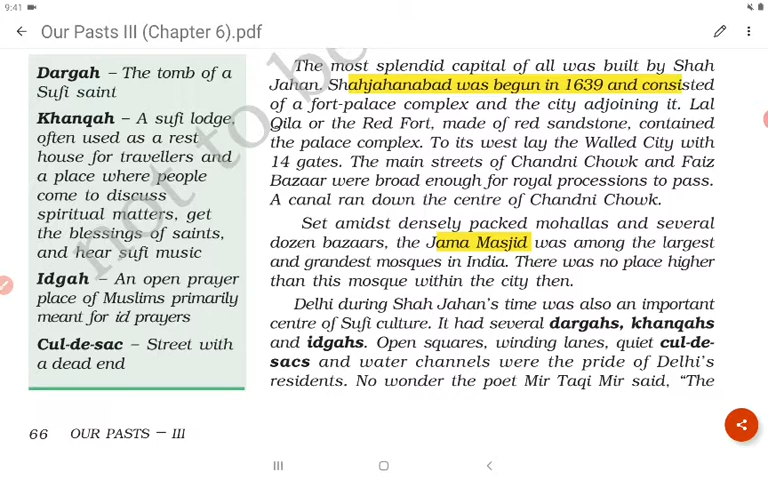 9:41
Our Pasts III (Chapter 6).pdf
Dargah – The tomb of a
Sufi saint
Khanqah – A sufi lodge,
often used as a rest
house for travellers and
a place where people
come to discuss
spiritual matters, get
the blessings of saints,
and hear sufi music
Idgah – An open prayer
place of Muslims primarily
meant for id prayers
Cul-de-sac – Street with
a dead end
The most splendid capital of all was built by Shah
Jahan. Shahjahanabad was begun in 1639 and consisted
of a fort-palace complex and the city adjoining it. Lal
Qila or the Red Fort, made of red sandstone, contained
the palace complex. To its west lay the Walled City with
14 gates. The main streets of Chandni Chowk and Faiz
Bazaar were broad enough for royal processions to pass.
A canal ran down the centre of Chandni Chowk.
Set amidst densely packed mohallas and several
dozen bazaars, the Jama Masjid was among the largest
and grandest mosques in India. There was no place higher
than this mosque within the city then.
Delhi during Shah Jahan's time was also an important
centre of Sufi culture. It had several dargahs, khanqahs
and idgahs. Open squares, winding lanes, quiet cul-de-
sacs and water channels were the pride of Delhi's
residents. No wonder the poet Mir Taqi Mir said, "The
66 OUR PASTS – III
not to be